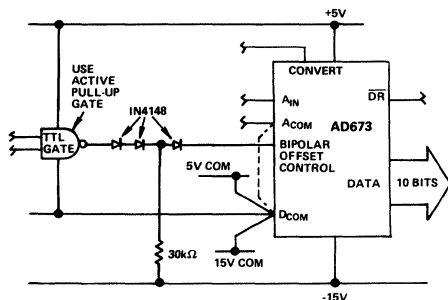 +5V
USE
ACTIVE
PULL-UP
GATE
IN4148
CONVERT
AIN
DR
ACOM
AD673
TTL
GATE
BIPOLAR
OFFSET
CONTROL
5V COM
DATA
10 BITS
DCOM
15V COM
30kΩ
-15V